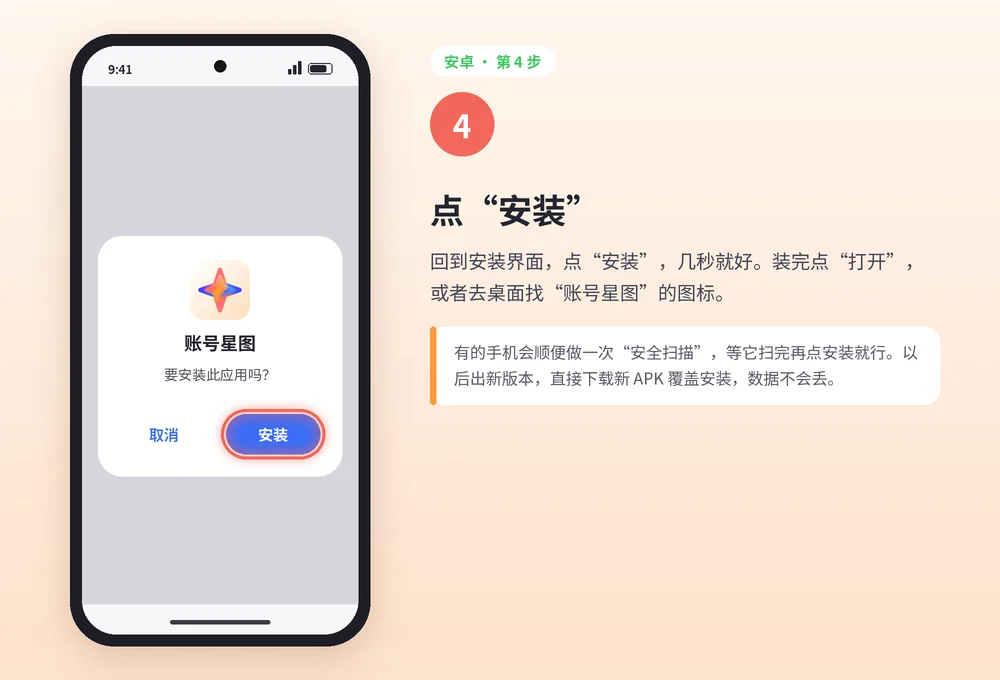 9:41
账号星图
要安装此应用吗?
取消
安装
安卓 · 第 4 步
4
点“安装”
回到安装界面，点“安装”，几秒就好。装完点“打开”，
或者去桌面找“账号星图”的图标。
有的手机会顺便做一次“安全扫描”，等它扫完再点安装就行。以
后出新版本，直接下载新 APK 覆盖安装，数据不会丢。